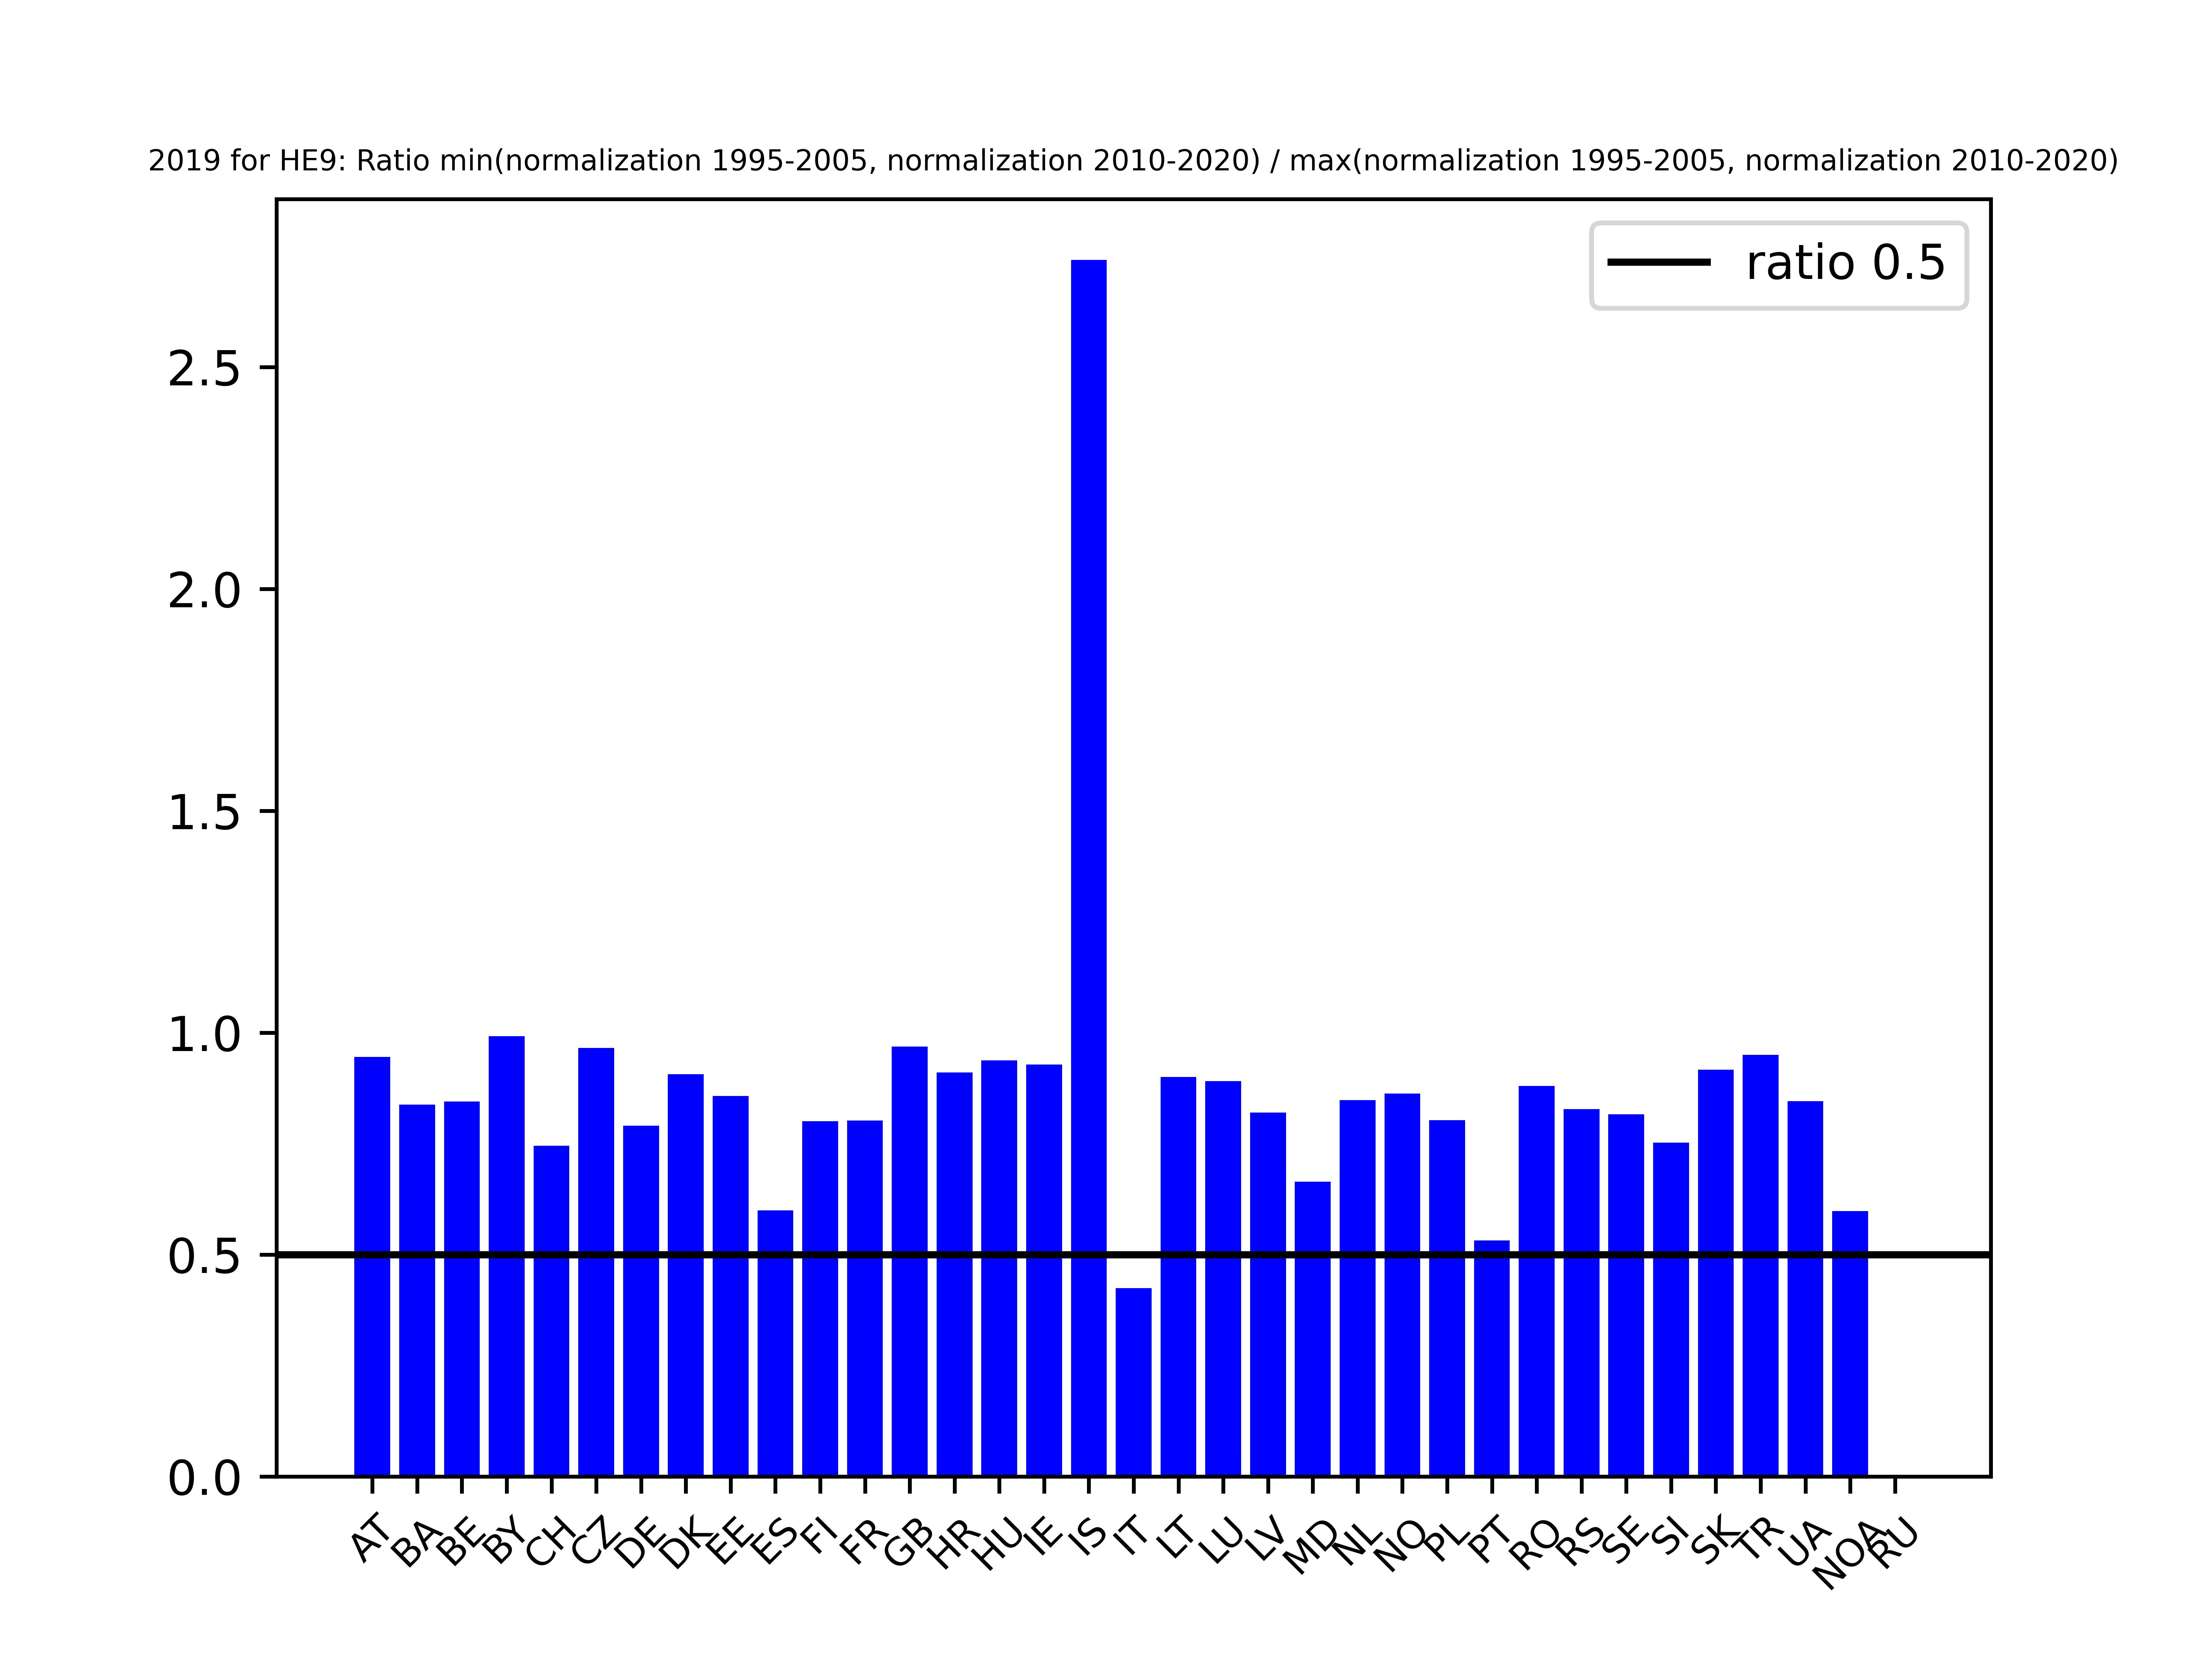 2019 for HE9: Ratio min(normalization 1995-2005, normalization 2010-2020) / max(normalization 1995-2005, normalization 2010-2020)
ratio 0.5
2.5
2.0
1.5
1.0
0.5
0.0
AT BA BE BY CH CZ DE DK EE ES FI FR GB HR HU IE IS IT LT LU LV MD NL NO PL PT RO RS SE SI SK TR UA NOA RU